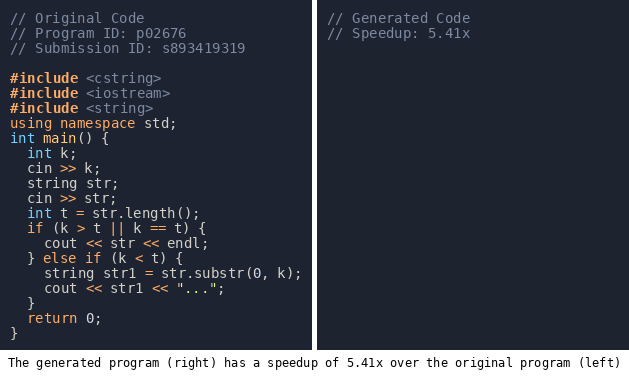 // Original Code
// Program ID: p02676
// Submission ID: s893419319
#include <cstring>
#include <iostream>
#include <string>
using namespace std;
int main() {
  int k;
  cin >> k;
  string str;
  cin >> str;
  int t = str.length();
  if (k > t || k == t) {
    cout << str << endl;
  } else if (k < t) {
    string str1 = str.substr(0, k);
    cout << str1 << "...";
  }
  return 0;
}
// Generated Code
// Speedup: 5.41x
The generated program (right) has a speedup of 5.41x over the original program (left)